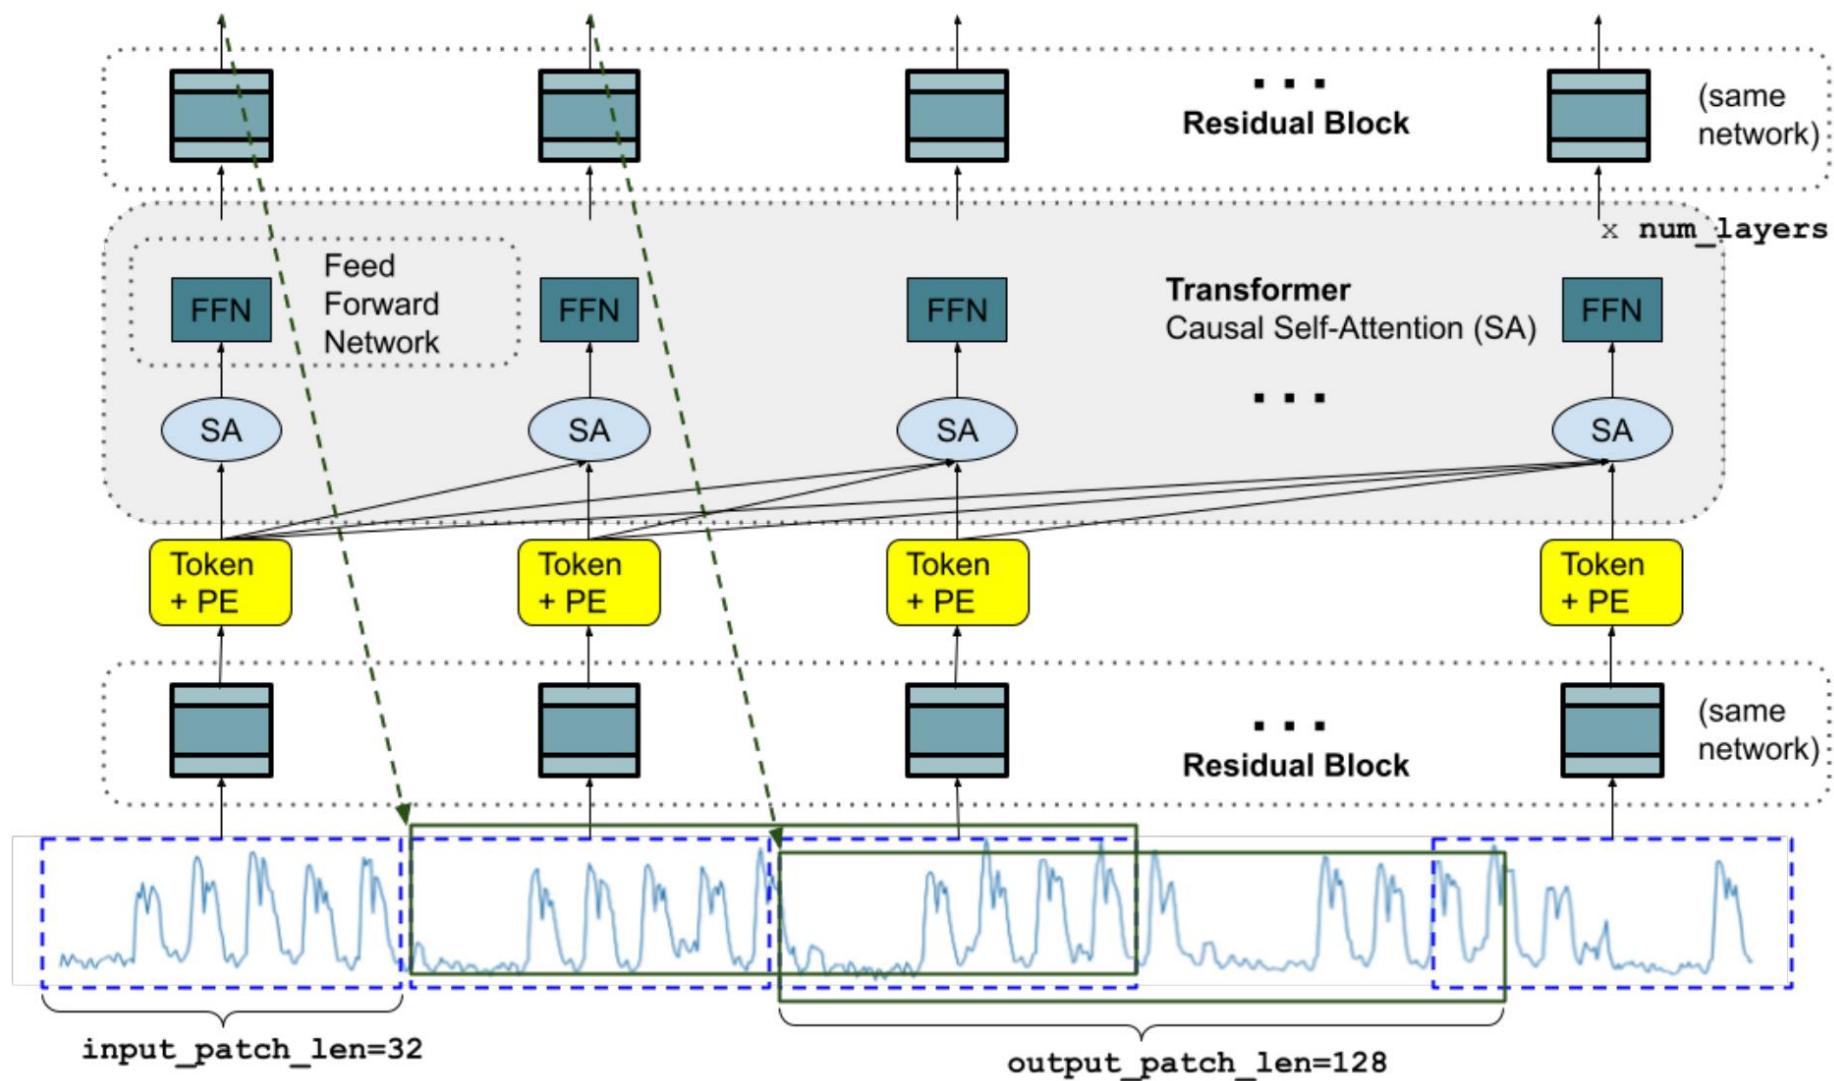 . . .
Residual Block
(same
network)
x num_layers
Feed
Forward
Network
FFN
FFN
FFN
Transformer
Causal Self-Attention (SA)
FFN
. . .
SA
SA
SA
SA
Token
+ PE
Token
+ PE
Token
+ PE
Token
+ PE
. . .
Residual Block
(same
network)
input_patch_len=32
output_patch_len=128